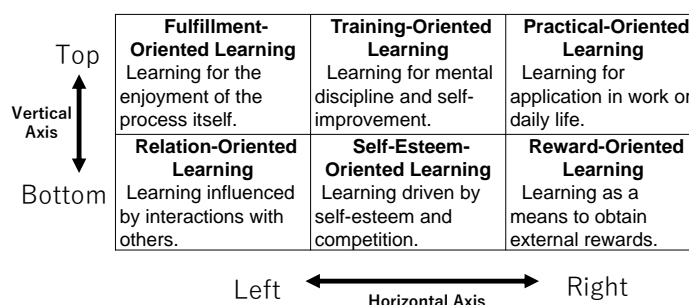 Fulfillment-
Oriented Learning
Learning for the
enjoyment of the
process itself.
Training-Oriented
Learning
Learning for mental
discipline and self-
improvement.
Practical-Oriented
Learning
Learning for
application in work or
daily life.
Relation-Oriented
Learning
Learning influenced
by interactions with
others.
Self-Esteem-
Oriented Learning
Learning driven by
self-esteem and
competition.
Reward-Oriented
Learning
Learning as a
means to obtain
external rewards.
Top
Vertical
Axis
Bottom
Left
Horizontal Axis
Right